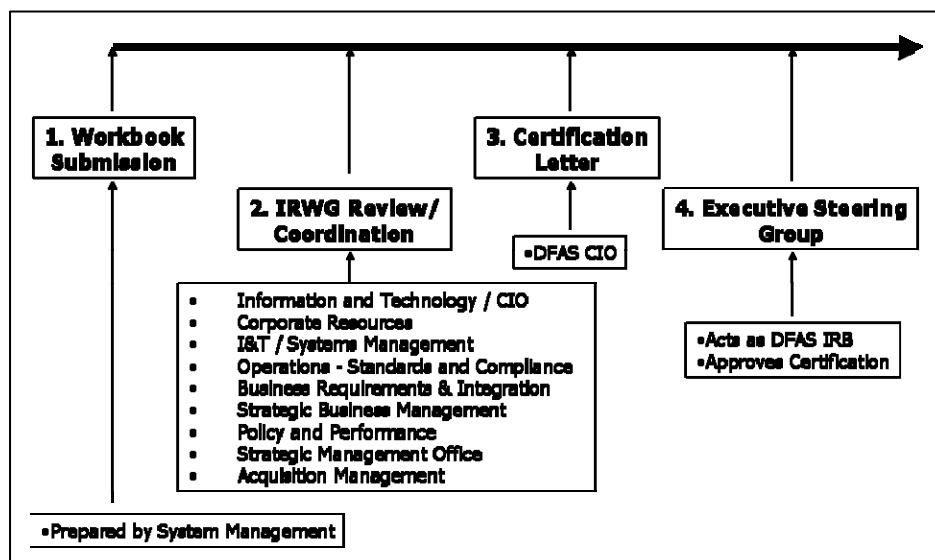 1. Workbook
Submission
2. IRWG Review/
Coordination
3. Certification
Letter
4. Executive Steering
Group
•DFAS CIO
• Information and Technology / CIO
• Corporate Resources
• I&T / Systems Management
• Operations - Standards and Compliance
• Business Requirements & Integration
• Strategic Business Management
• Policy and Performance
• Strategic Management Office
• Acquisition Management
•Acts as DFAS IRB
•Approves Certification
•Prepared by System Management